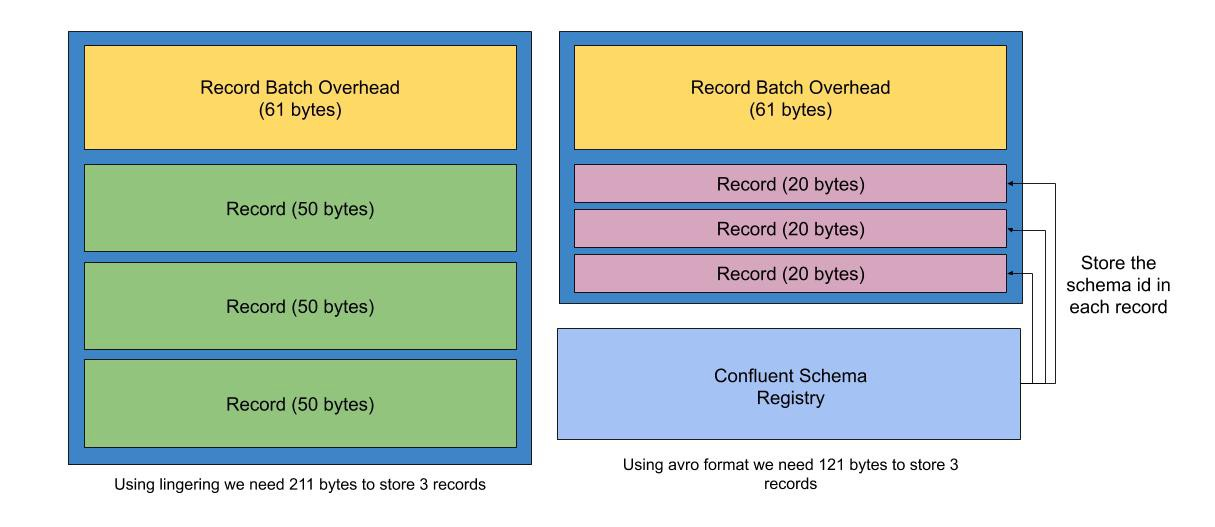 Record Batch Overhead
(61 bytes)
Record (50 bytes)
Record (50 bytes)
Record (50 bytes)
Using lingering we need 211 bytes to store 3 records
Record Batch Overhead
(61 bytes)
Record (20 bytes)
Record (20 bytes)
Record (20 bytes)
Store the
schema id in
each record
Confluent Schema
Registry
Using avro format we need 121 bytes to store 3
records